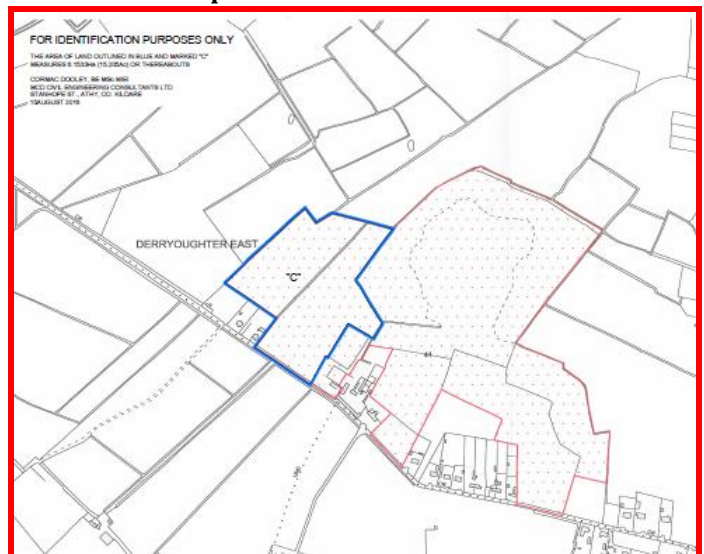 FOR IDENTIFICATION PURPOSES ONLY
THE AREA OF LAND OUTLINED IN BLUE AND MARKED "C"
MEASURES 6.1533Ha (15.205Ac) OR THEREABOUTS
CORMAC DOOLEY, BE MSc MIEI
MCD CIVIL ENGINEERING CONSULTANTS LTD
STANHOPE ST., ATHY, CO. KILDARE
15AUGUST 2018
DERRYOUGHTER EAST
"C"